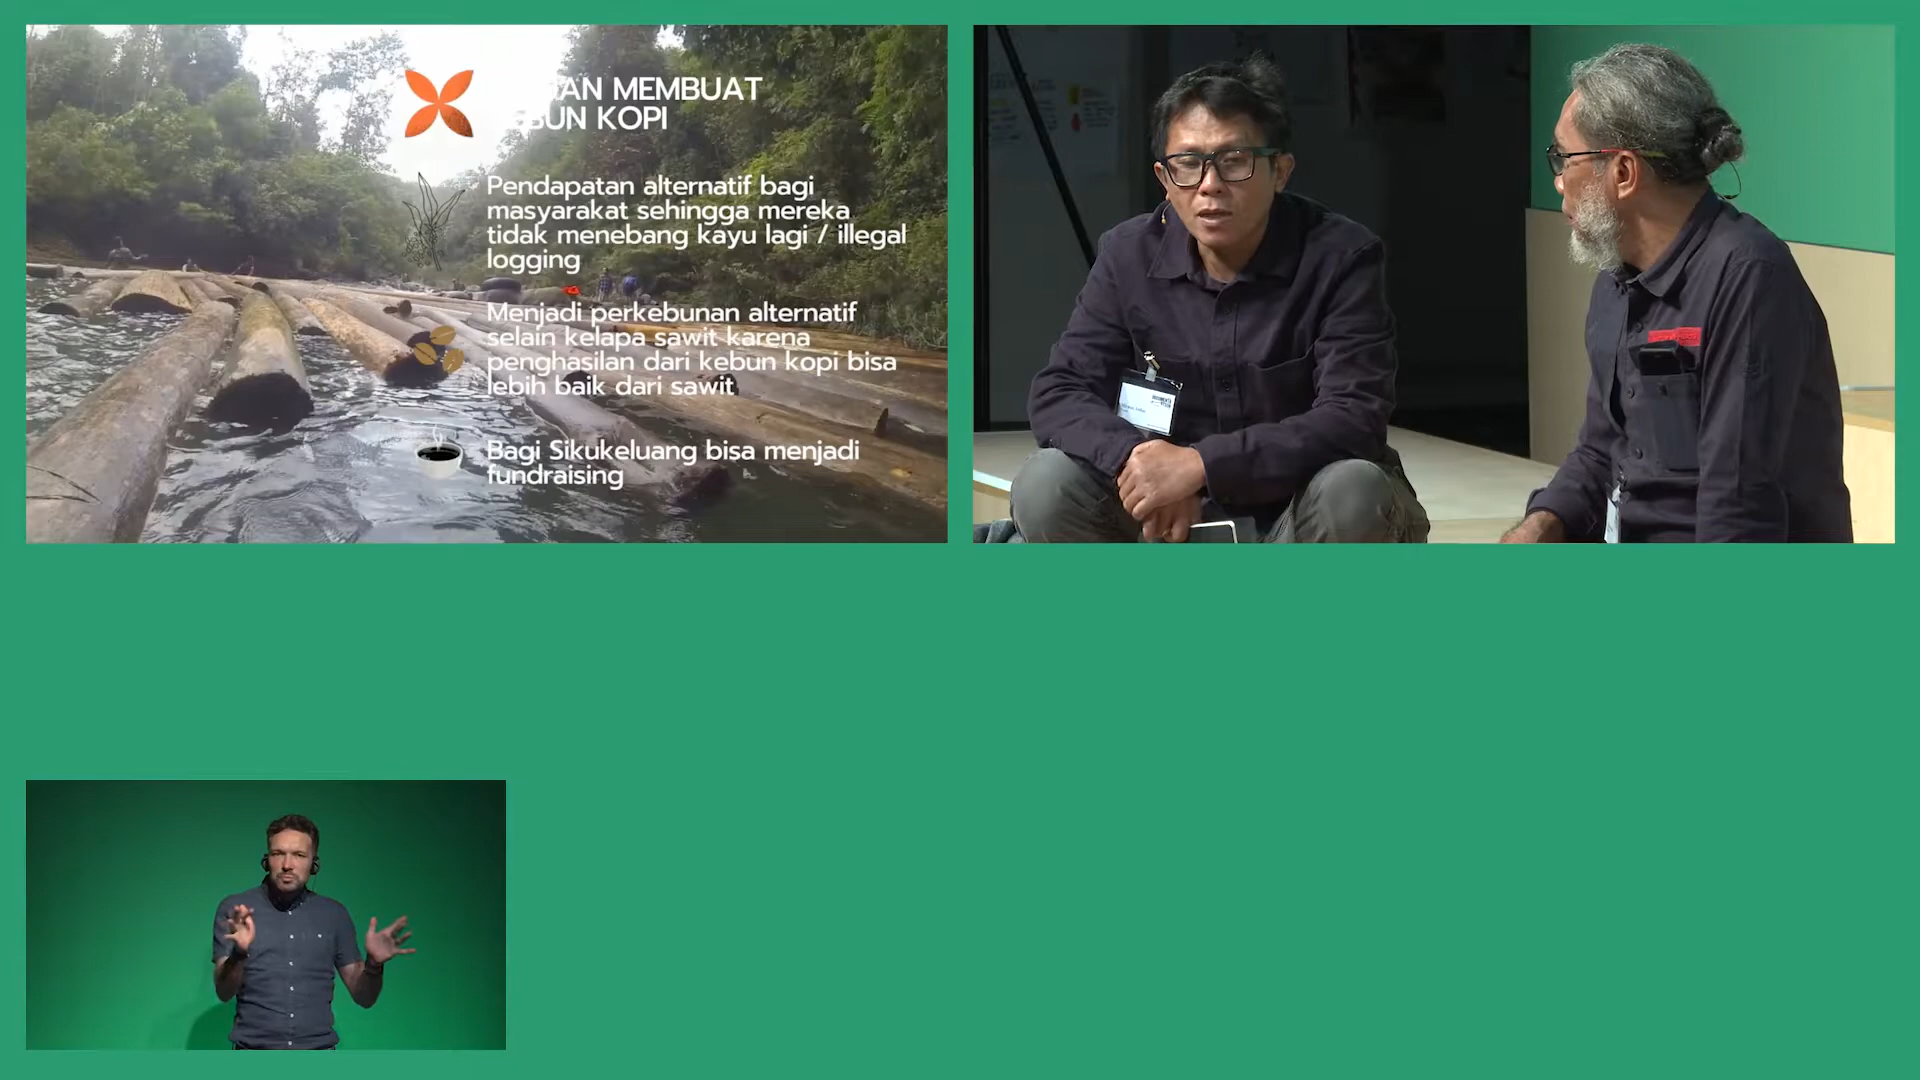 MEMBUAT
KOPI
Pendapatan alternatif bagi
masyarakat sehingga mereka
tidak menebang kayu lagi / illegal
logging
Menjadi perkebunan alternatif
selain kelapa sawit karena
penghasilan dari kebun kopi bisa
lebih baik dari sawit
Bagi Sikukeluang bisa menjadi
fundraising